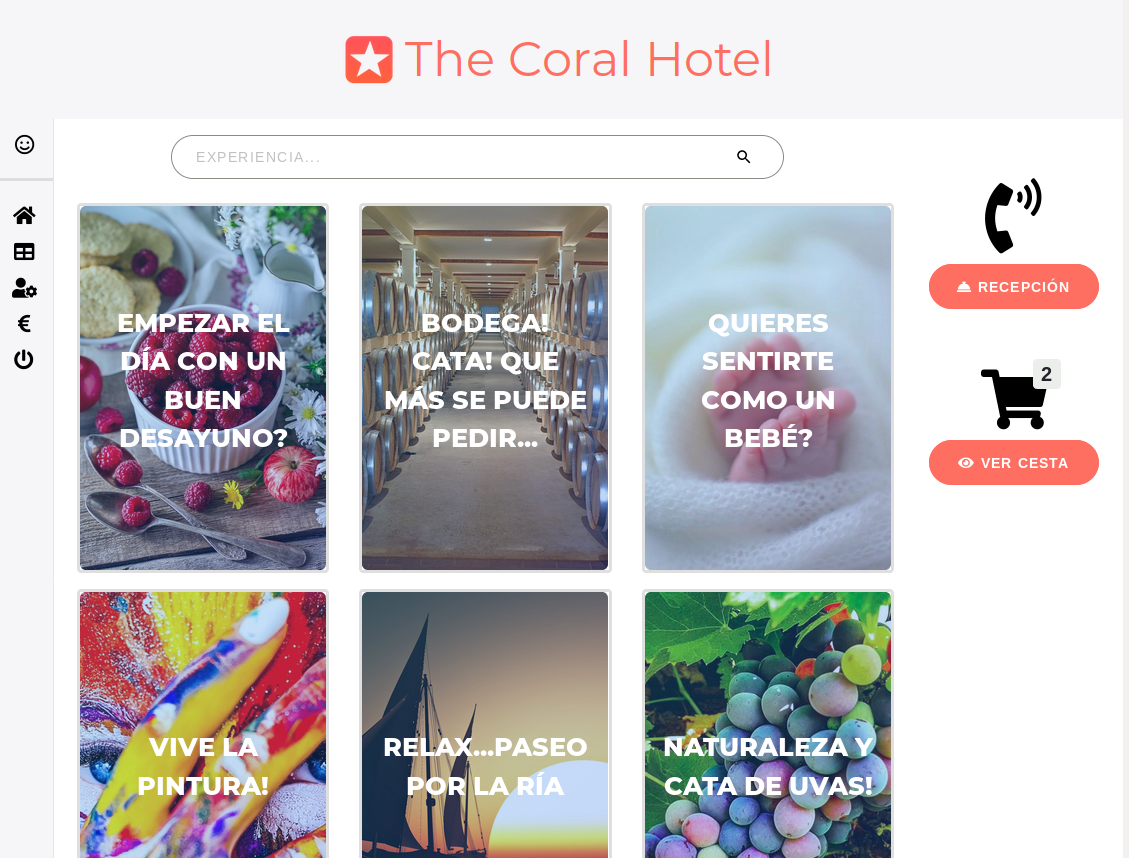 The Coral Hotel
EXPERIENCIA...
EMPEZAR EL
DÍA CON UN
BUEN
DESAYUNO?
BODEGA!
CATA! QUE
MÁS SE PUEDE
PEDIR...
QUIERES
SENTIRTE
COMO UN
BEBÉ?
RECEPCIÓN
2
VER CESTA
VIVE LA
PINTURA!
RELAX...PASEO
POR LA RÍA
NATURALEZA Y
CATA DE UVAS!